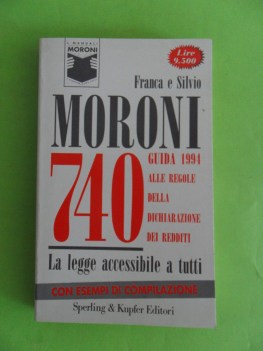 I MANUALI
MORONI
Lire
9.500
Franca e Silvio
MORONI
740
GUIDA 1994
ALLE REGOLE
DELLA
DICHIARAZIONE
DEI REDDITI
La legge accessibile a tutti
CON ESEMPI DI COMPILAZIONE
Sperling & Kupfer Editori